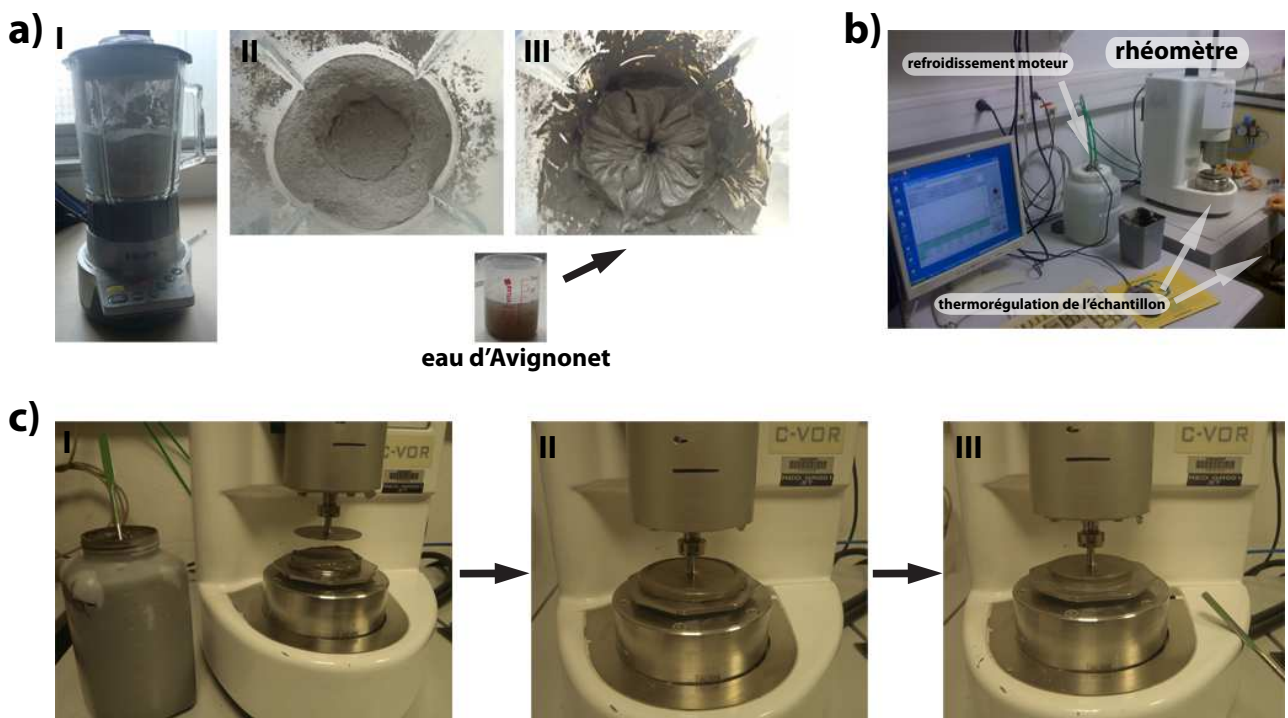 a)
I
II
III
eau d'Avignonet
b)
rhéomètre
refroidissement moteur
thermorégulation de l'échantillon
c)
I
II
C-VOR
III
C-VOR